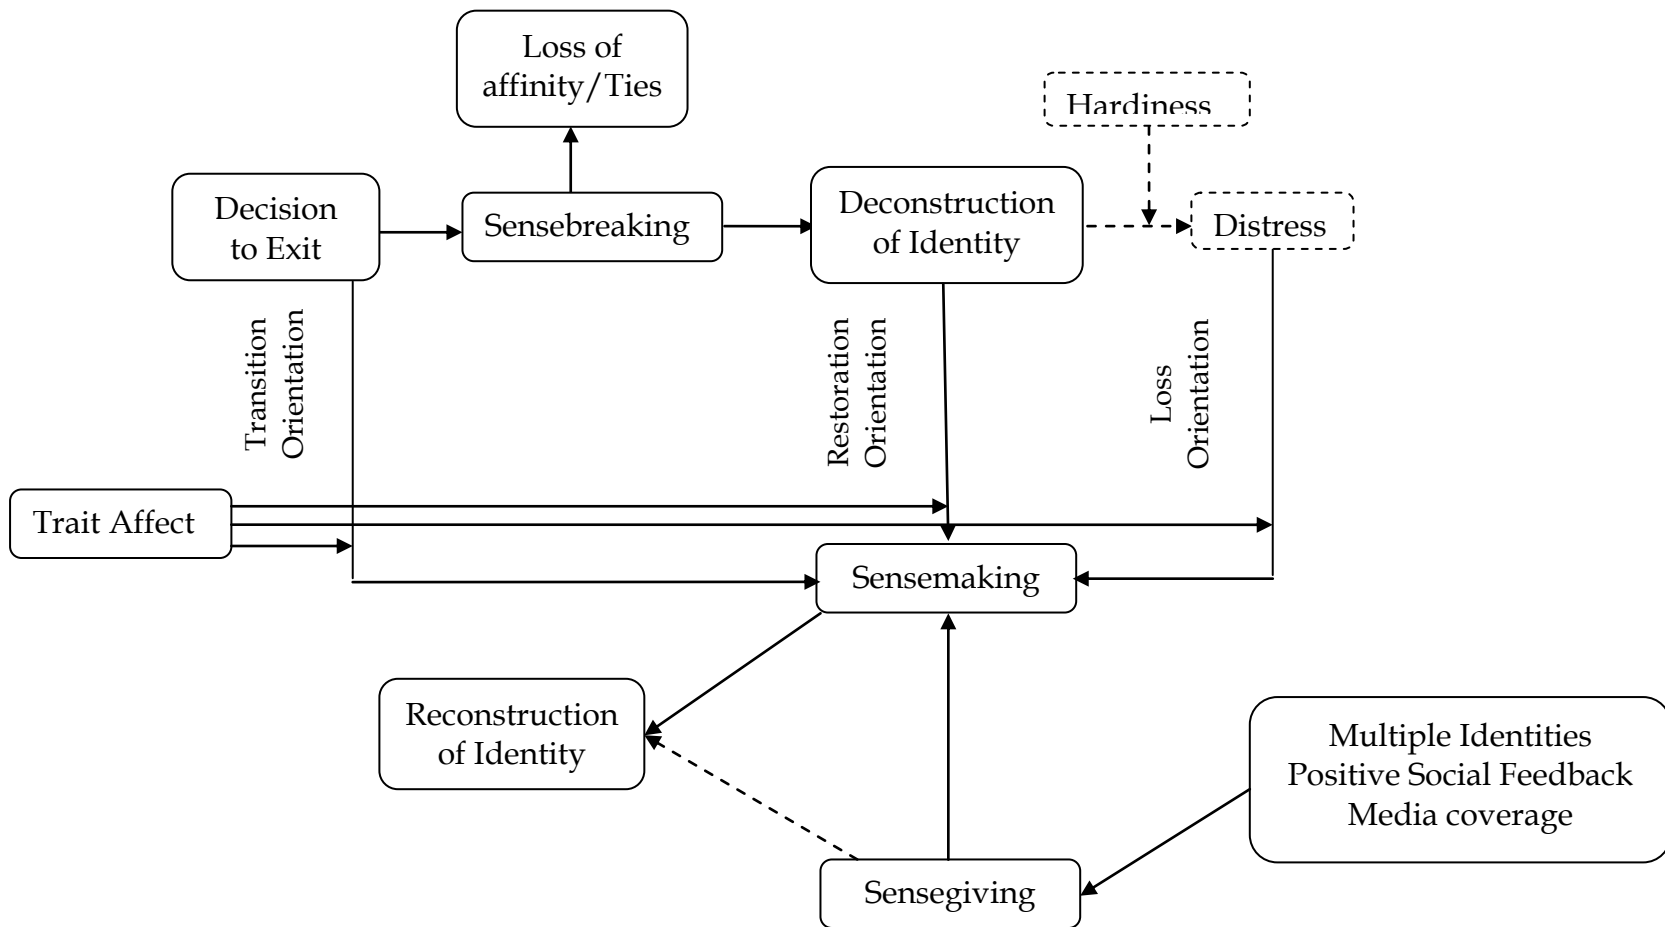 Loss of
affinity/Ties
Hardiness
Decision
to Exit
Sensebreaking
Deconstruction
of Identity
Distress
Transition
Orientation
Restoration
Orientation
Loss
Orientation
Trait Affect
Sensemaking
Reconstruction
of Identity
Multiple Identities
Positive Social Feedback
Media coverage
Sensegiving